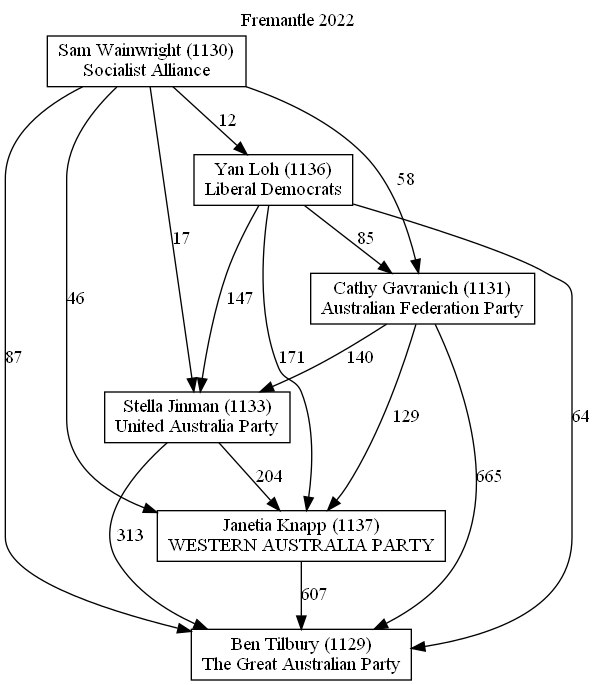 Fremantle 2022
Sam Wainwright (1130)
Socialist Alliance
12
Yan Loh (1136)
Liberal Democrats
58
17
85
Cathy Gavranich (1131)
Australian Federation Party
46
147
87
171
140
64
Stella Jinman (1133)
United Australia Party
129
204
665
313
Janetia Knapp (1137)
WESTERN AUSTRALIA PARTY
607
Ben Tilbury (1129)
The Great Australian Party